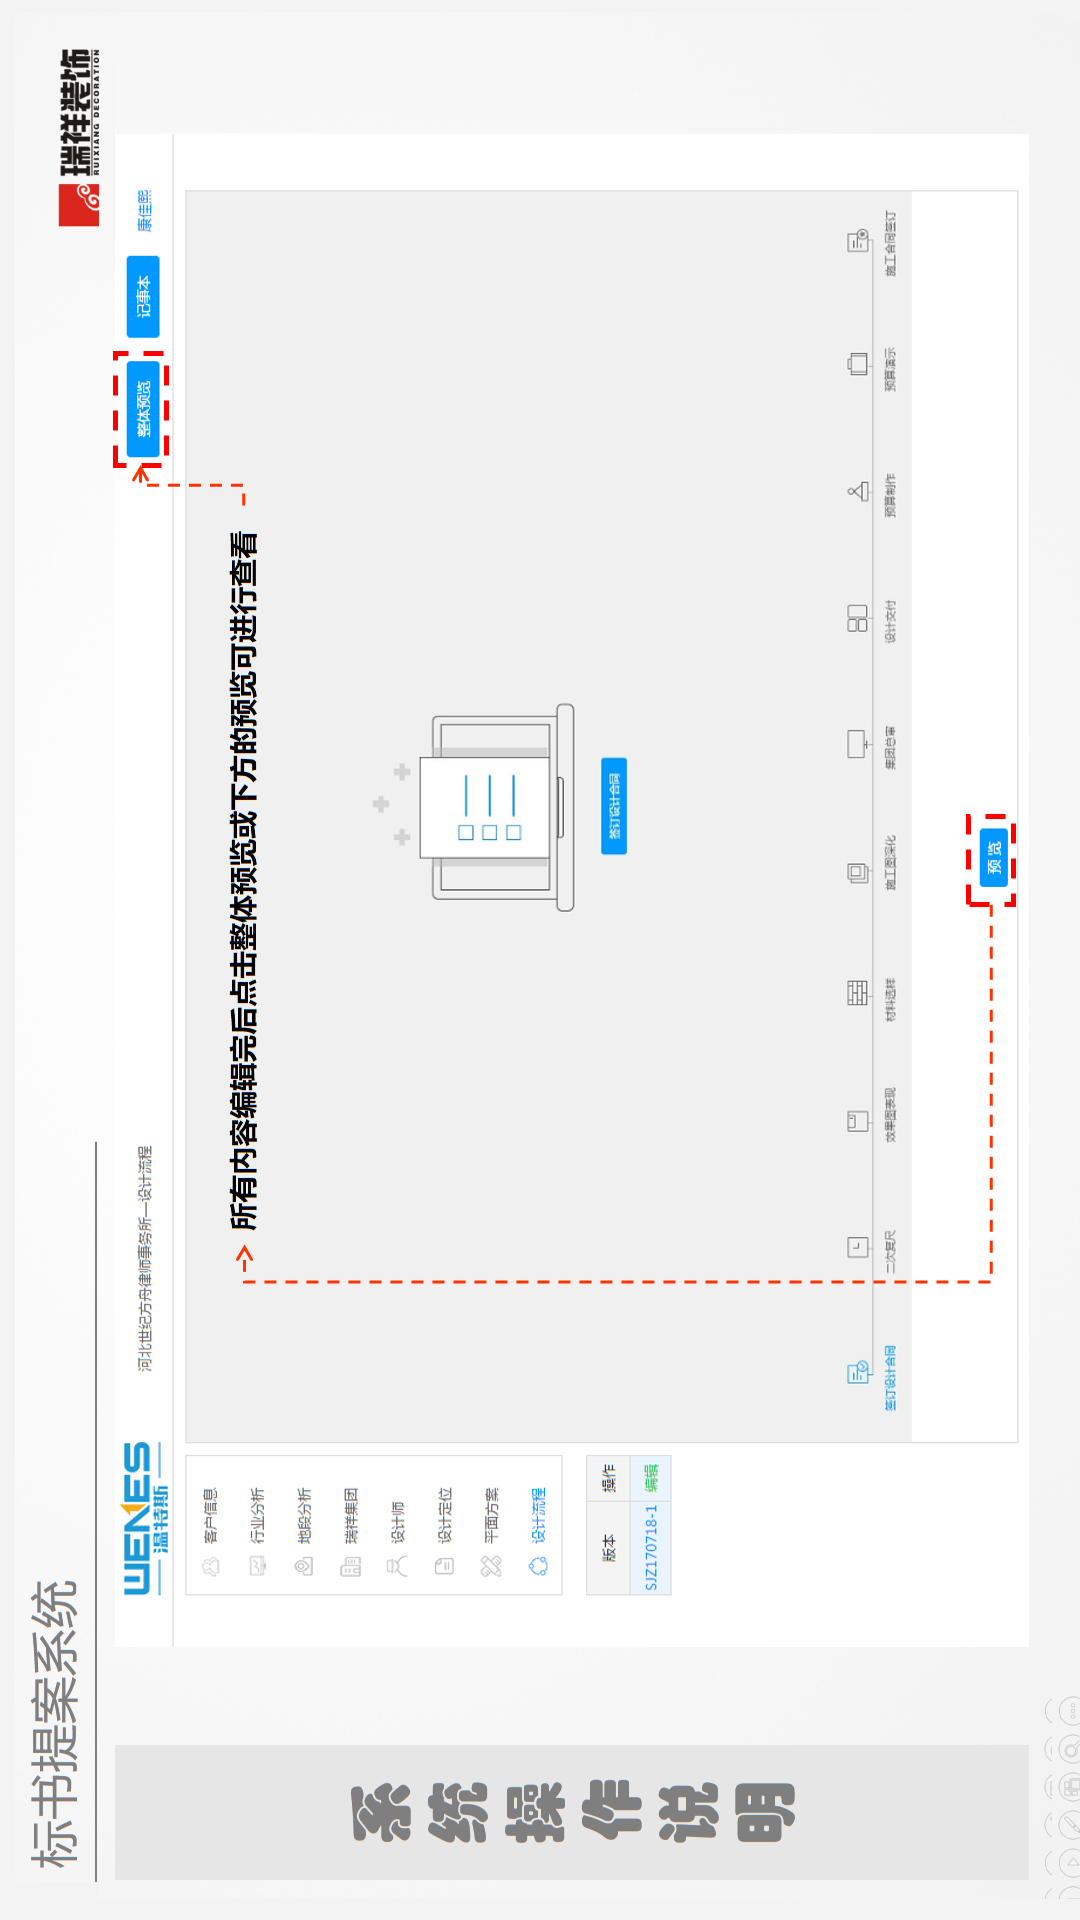 标书提案系统
瑞祥装饰
RUIXIANG DECORATION
系统操作说明
WENES
温特斯
河北世纪方舟律师事务所—设计流程
整体预览
记事本
康佳熙
客户信息
行业分析
地段分析
瑞祥集团
设计师
设计定位
平面方案
设计流程
版本 操作
SJZ170718-1 编辑
所有内容编辑完后点击整体预览或下方的预览可进行查看
签订设计合同
签订设计合同
二次复尺
效果图表现
材料选样
施工图深化
集团总审
设计交付
预算制作
预算演示
施工合同签订
预 览